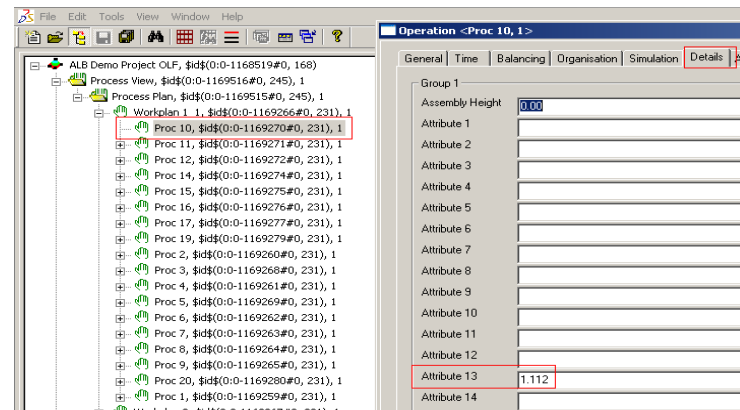 File Edit Tools View Window Help
ALB Demo Project OLF, $id$(0:0-1168519#0, 168)
Process View, $id$(0:0-1169516#0, 245), 1
Process Plan, $id$(0:0-1169515#0, 245), 1
Workplan 1_1, $id$(0:0-1169266#0, 231), 1
Proc 10, $id$(0:0-1169270#0, 231), 1
Proc 11, $id$(0:0-1169271#0, 231), 1
Proc 12, $id$(0:0-1169272#0, 231), 1
Proc 14, $id$(0:0-1169274#0, 231), 1
Proc 15, $id$(0:0-1169275#0, 231), 1
Proc 16, $id$(0:0-1169276#0, 231), 1
Proc 17, $id$(0:0-1169277#0, 231), 1
Proc 19, $id$(0:0-1169279#0, 231), 1
Proc 2, $id$(0:0-1169260#0, 231), 1
Proc 3, $id$(0:0-1169268#0, 231), 1
Proc 4, $id$(0:0-1169261#0, 231), 1
Proc 5, $id$(0:0-1169269#0, 231), 1
Proc 6, $id$(0:0-1169262#0, 231), 1
Proc 7, $id$(0:0-1169263#0, 231), 1
Proc 8, $id$(0:0-1169264#0, 231), 1
Proc 9, $id$(0:0-1169265#0, 231), 1
Proc 20, $id$(0:0-1169280#0, 231), 1
Proc 1, $id$(0:0-1169259#0, 231), 1
Operation <Proc 10, 1>
General Time Balancing Organisation Simulation Details
Group 1
Assembly Height 0.00
Attribute 1
Attribute 2
Attribute 3
Attribute 4
Attribute 5
Attribute 6
Attribute 7
Attribute 8
Attribute 9
Attribute 10
Attribute 11
Attribute 12
Attribute 13 1.112
Attribute 14